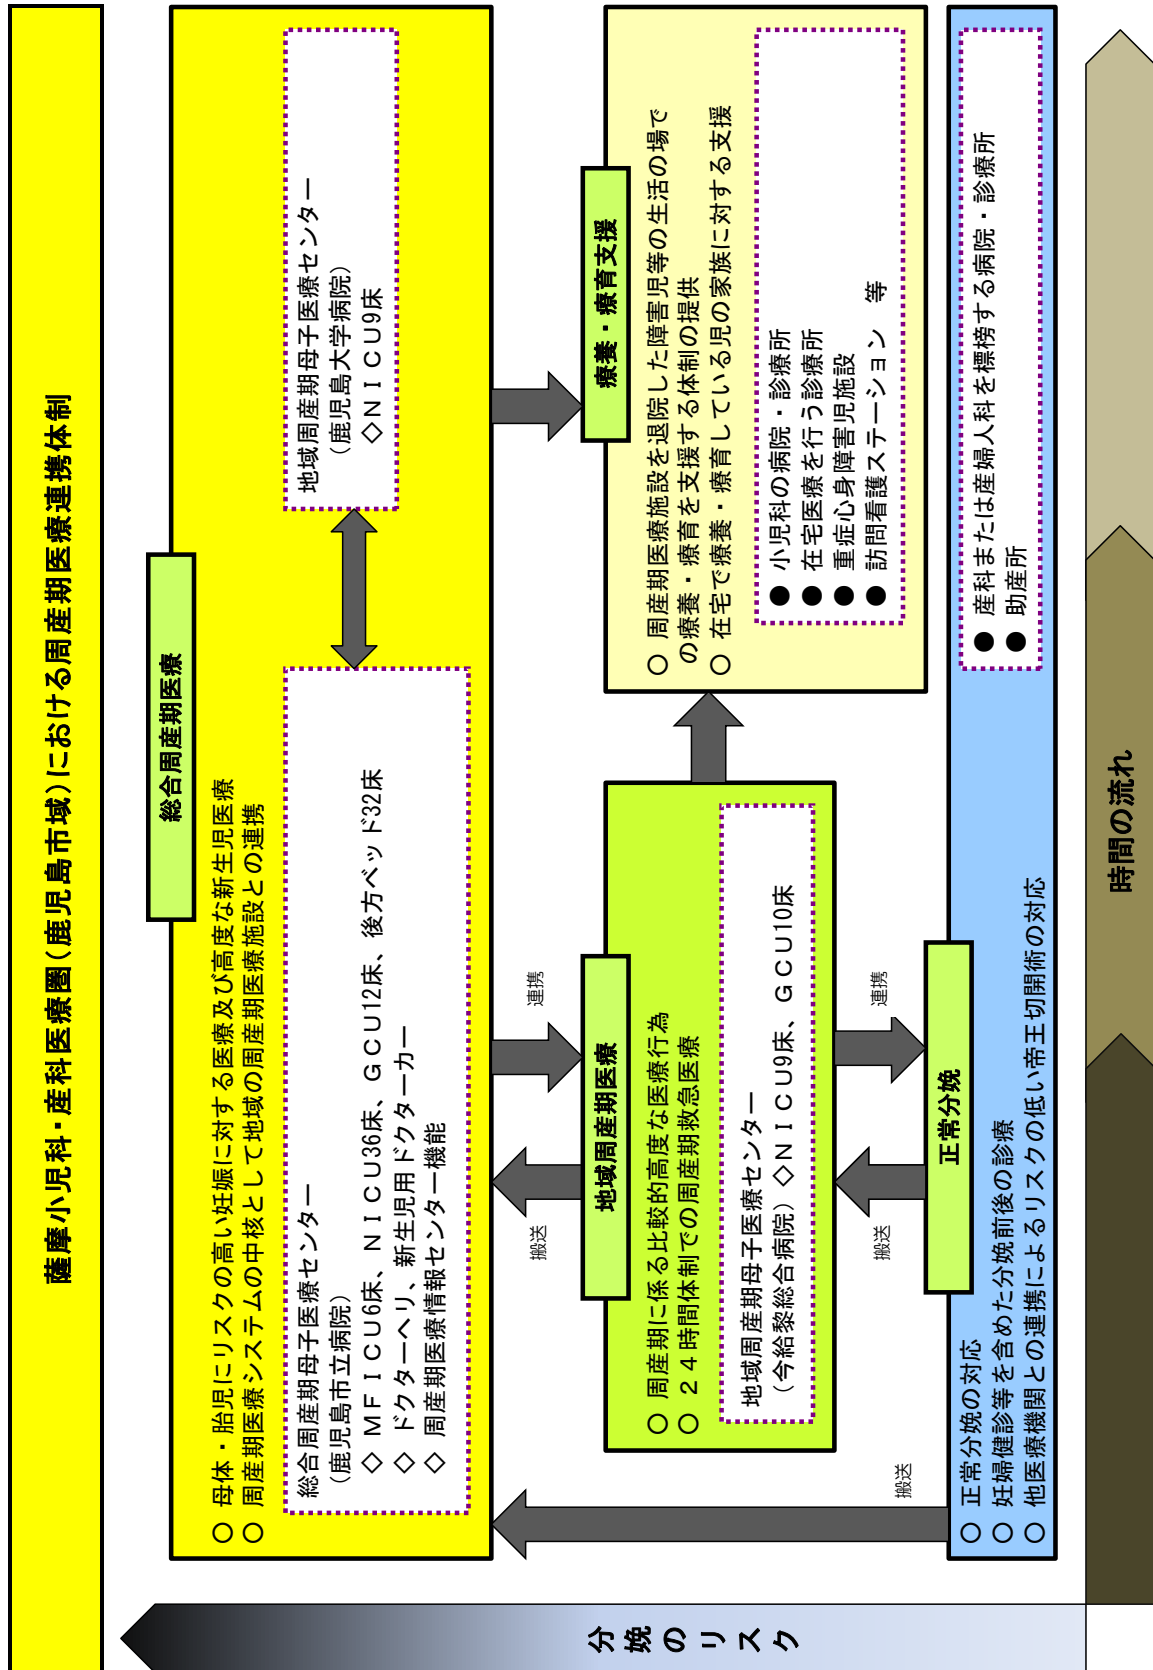 薩摩小児科・産科医療圏(鹿児島市域)における周産期医療連携体制
総合周産期医療
○ 母体・胎児にリスクの高い妊娠に対する医療及び高度な新生児医療
○ 周産期医療システムの中核として地域の周産期医療施設との連携
総合周産期母子医療センター
(鹿児島市立病院)
◇ MFICU6床、NICU36床、GCU12床、後方ベッド32床
◇ ドクターヘリ、新生児用ドクターカー
◇ 周産期医療情報センター機能
地域周産期母子医療センター
(鹿児島大学病院)
◇NICU9床
搬送
連携
地域周産期医療
○ 周産期に係る比較的高度な医療行為
○ 24時間体制での周産期救急医療
地域周産期母子医療センター
(今給黎総合病院)◇NICU9床、GCU10床
療養・療育支援
○ 周産期医療施設を退院した障害児等の生活の場で
の療養・療育を支援する体制の提供
○ 在宅で療養・療育している児の家族に対する支援
● 小児科の病院・診療所
● 在宅医療を行う診療所
● 重症心身障害児施設
● 訪問看護ステーション 等
搬送
搬送
連携
正常分娩
○ 正常分娩の対応
○ 妊婦健診等を含めた分娩前後の診療
○ 他医療機関との連携によるリスクの低い帝王切開術の対応
● 産科または産婦人科を標榜する病院・診療所
● 助産所
分娩のリスク
時間の流れ